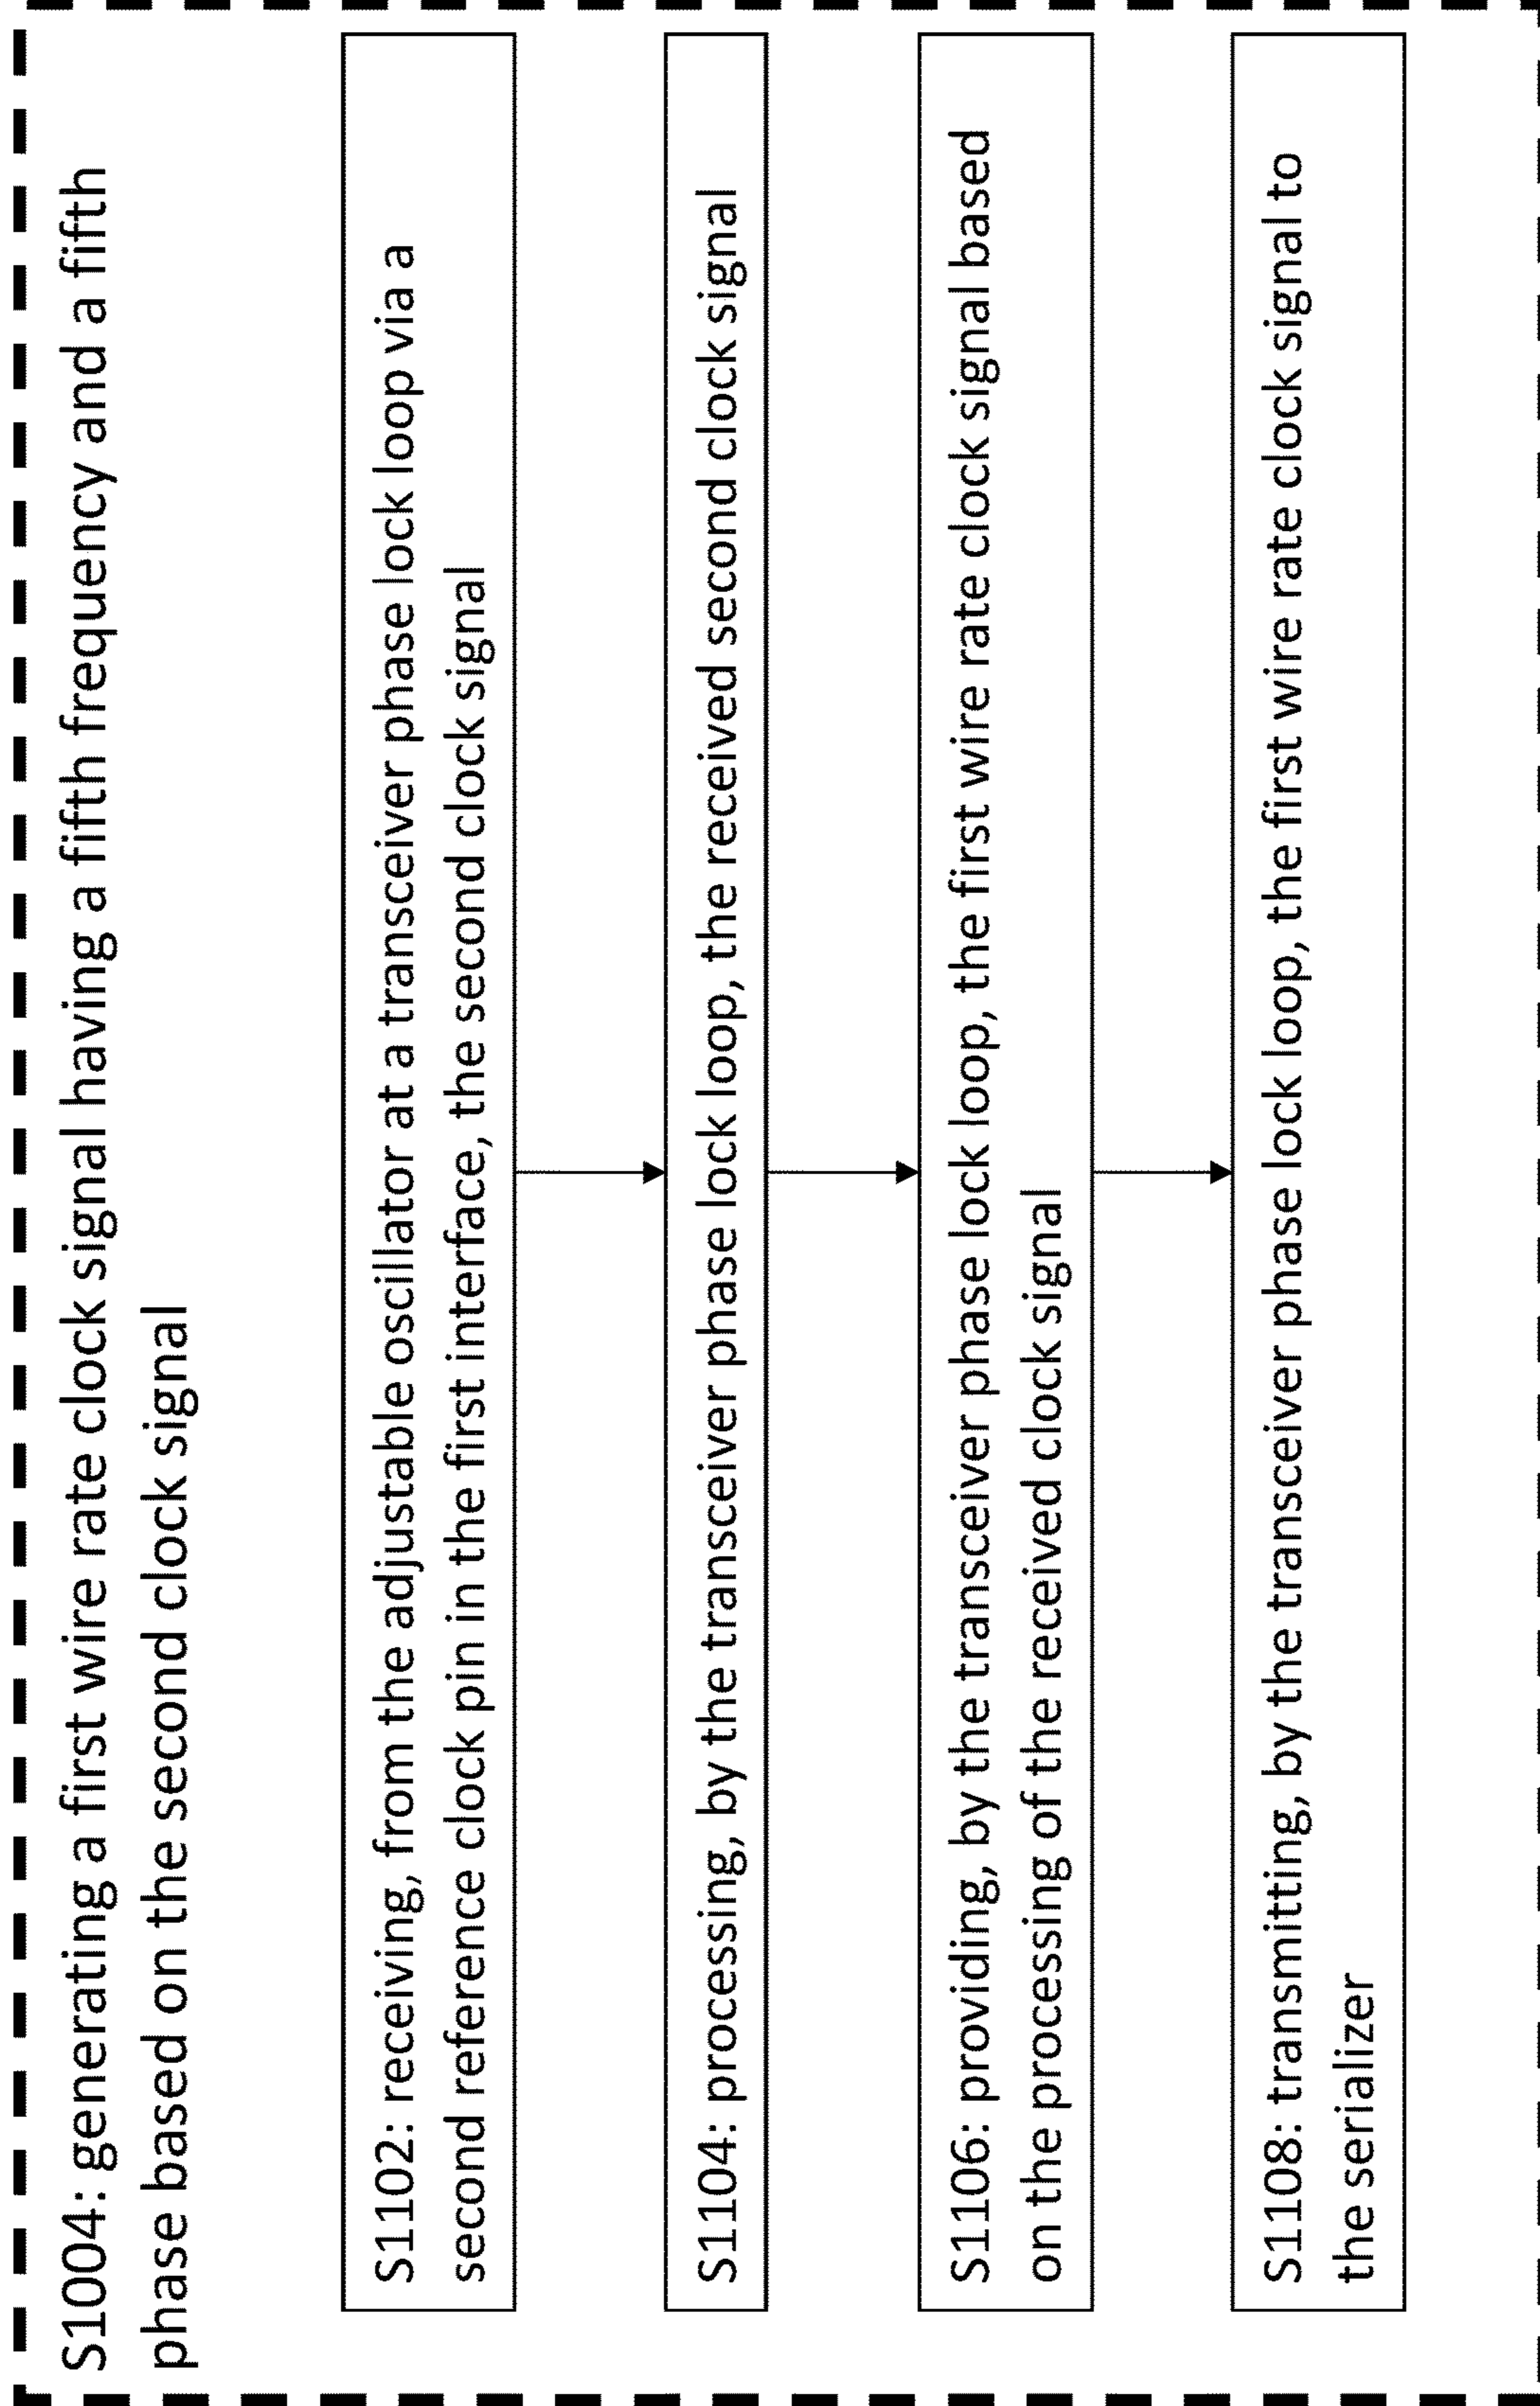 S1004: generating a first wire rate clock signal having a fifth frequency and a fifth
phase based on the second clock signal
S1102: receiving, from the adjustable oscillator at a transceiver phase lock loop via a
second reference clock pin in the first interface, the second clock signal
S1104: processing, by the transceiver phase lock loop, the received second clock signal
S1106: providing, by the transceiver phase lock loop, the first wire rate clock signal based
on the processing of the received clock signal
S1108: transmitting, by the transceiver phase lock loop, the first wire rate clock signal to
the serializer